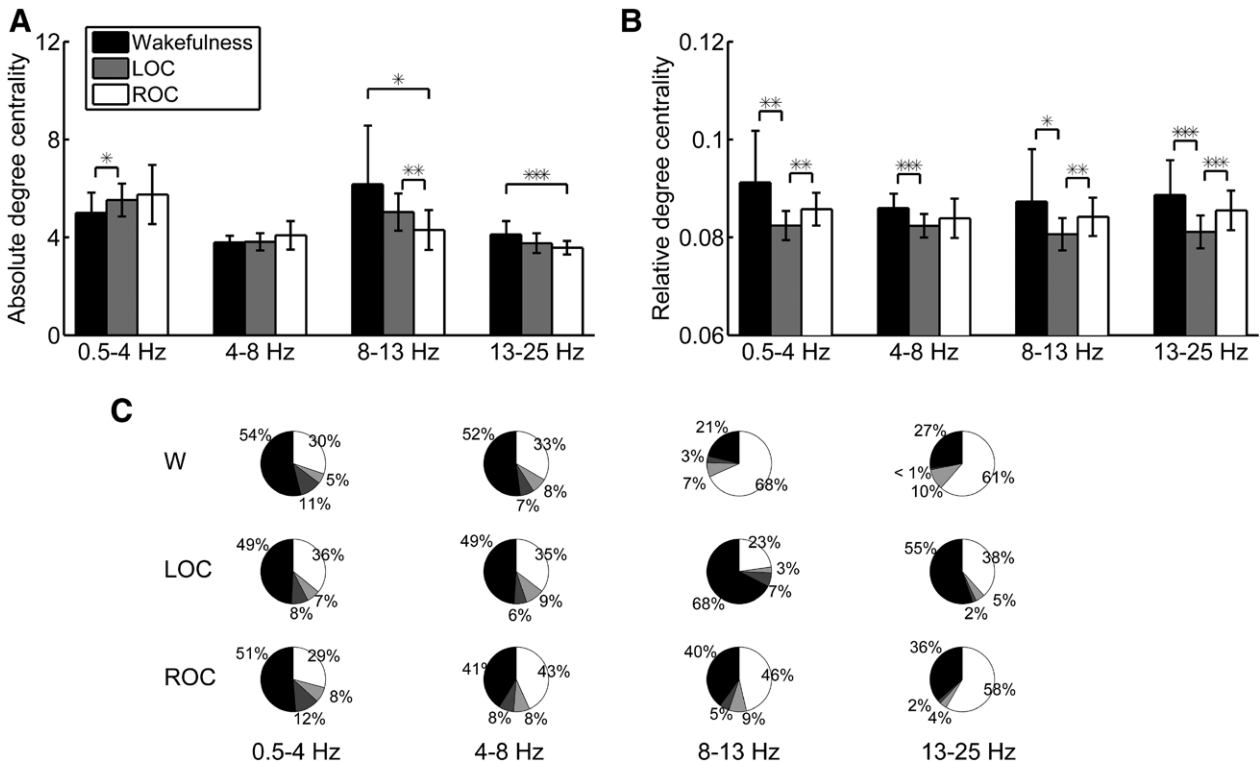 A
B
12
8
4
0
Absolute degree centrality
Wakefulness
LOC
ROC
*
*
**
***
0.5-4 Hz
4-8 Hz
8-13 Hz
13-25 Hz
0.12
0.1
0.08
0.06
Relative degree centrality
**
**
***
*
**
***
***
0.5-4 Hz
4-8 Hz
8-13 Hz
13-25 Hz
C
W
54%
30%
5%
11%
52%
33%
8%
7%
21%
3%
7%
68%
27%
< 1%
10%
61%
LOC
49%
36%
7%
8%
49%
35%
9%
6%
23%
3%
7%
68%
55%
38%
5%
2%
ROC
51%
29%
8%
12%
41%
43%
8%
8%
40%
46%
5%
9%
36%
58%
2%
4%
0.5-4 Hz
4-8 Hz
8-13 Hz
13-25 Hz